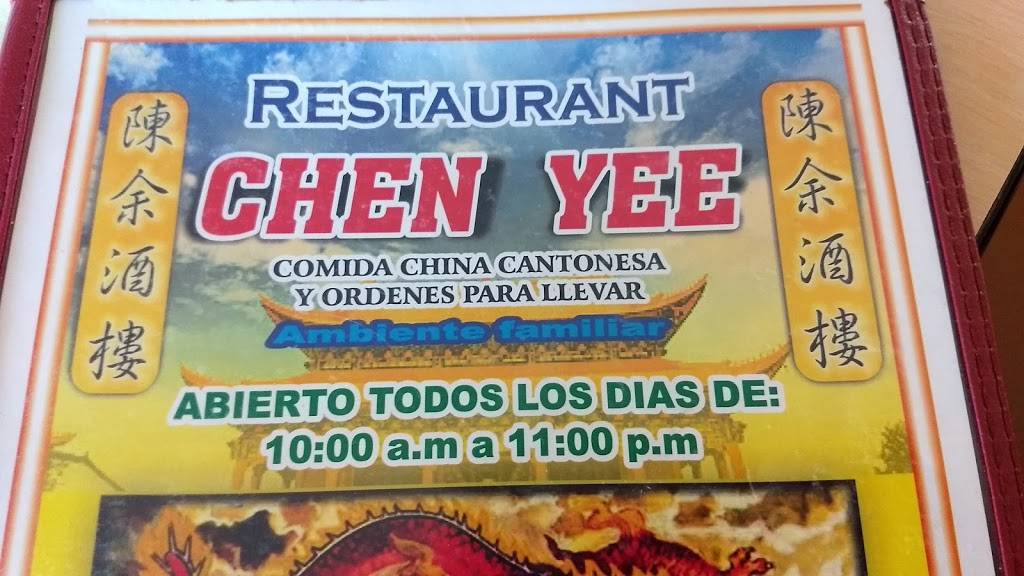 RESTAURANT
CHEN YEE
COMIDA CHINA CANTONESA
Y ORDENES PARA LLEVAR
Ambiente familiar
ABIERTO TODOS LOS DIAS DE:
10:00 a.m a 11:00 p.m
陳余酒樓
陳余酒樓